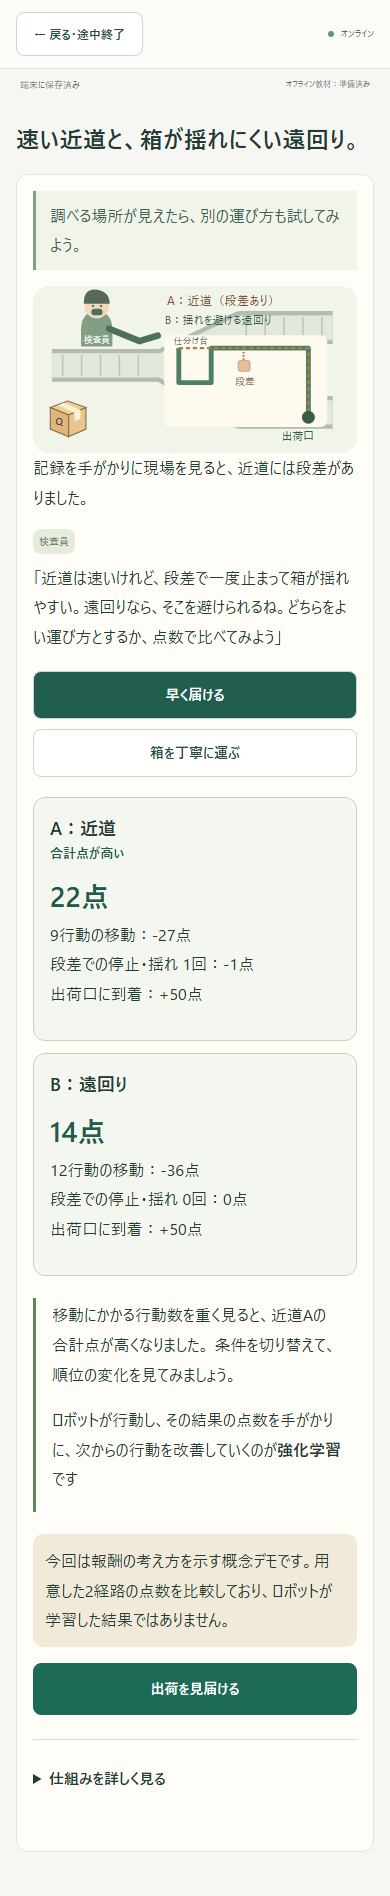 ← 戻る・途中終了
オンライン
端末に保存済み
オフライン教材：準備済み
速い近道と、箱が揺れにくい遠回り。
調べる場所が見えたら、別の運び方も試してみ
よう。
A：近道（段差あり）
B：揺れを避ける遠回り
検査員
仕分け台
段差
Q
出荷口
記録を手がかりに現場を見ると、近道には段差があ
りました。
検査員
「近道は速いけれど、段差で一度止まって箱が揺れ
やすい。遠回りなら、そこを避けられるね。どちらをよ
い運び方とするか、点数で比べてみよう」
早く届ける
箱を丁寧に運ぶ
A：近道
合計点が高い
22点
9行動の移動：-27点
段差での停止・揺れ 1回：-1点
出荷口に到着：+50点
B：遠回り
14点
12行動の移動：-36点
段差での停止・揺れ 0回：0点
出荷口に到着：+50点
移動にかかる行動数を重く見ると、近道Aの
合計点が高くなりました。条件を切り替えて、
順位の変化を見てみましょう。
ロボットが行動し、その結果の点数を手がかり
に、次からの行動を改善していくのが強化学習
です
今回は報酬の考え方を示す概念デモです。用
意した2経路の点数を比較しており、ロボットが
学習した結果ではありません。
出荷を見届ける
▶ 仕組みを詳しく見る